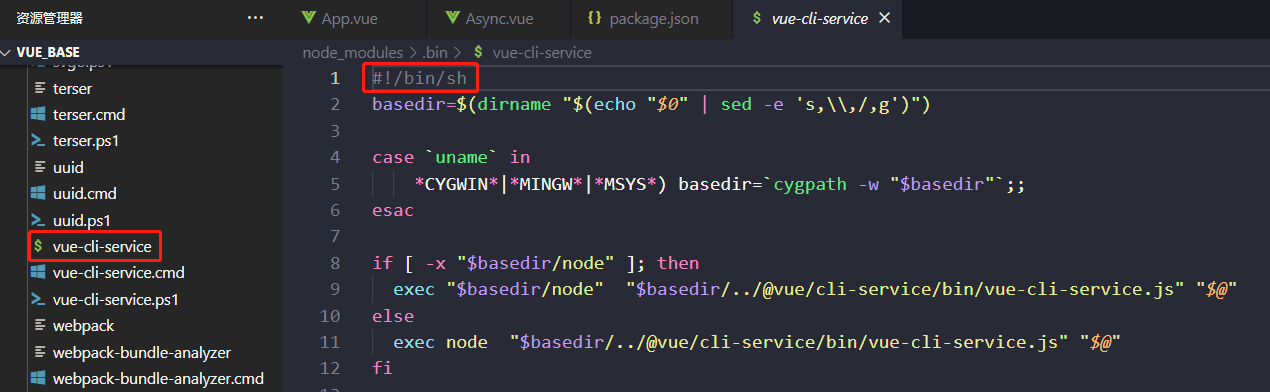 资源管理器 ···
App.vue
Async.vue
{} package.json
$ vue-cli-service ×
VUE_BASE
node_modules > .bin > $ vue-cli-service
terser
terser.cmd
terser.ps1
uuid
uuid.cmd
uuid.ps1
$ vue-cli-service
vue-cli-service.cmd
vue-cli-service.ps1
webpack
webpack-bundle-analyzer
webpack-bundle-analyzer.cmd
1 #!/bin/sh
2 basedir=$(dirname "$(echo "$0" | sed -e 's,\\,/,g')")
3
4 case `uname` in
5     *CYGWIN*|*MINGW*|*MSYS*) basedir=`cygpath -w "$basedir"`;;
6 esac
7
8 if [ -x "$basedir/node" ]; then
9   exec "$basedir/node"  "$basedir/../@vue/cli-service/bin/vue-cli-service.js" "$@"
10 else
11   exec node  "$basedir/../@vue/cli-service/bin/vue-cli-service.js" "$@"
12 fi